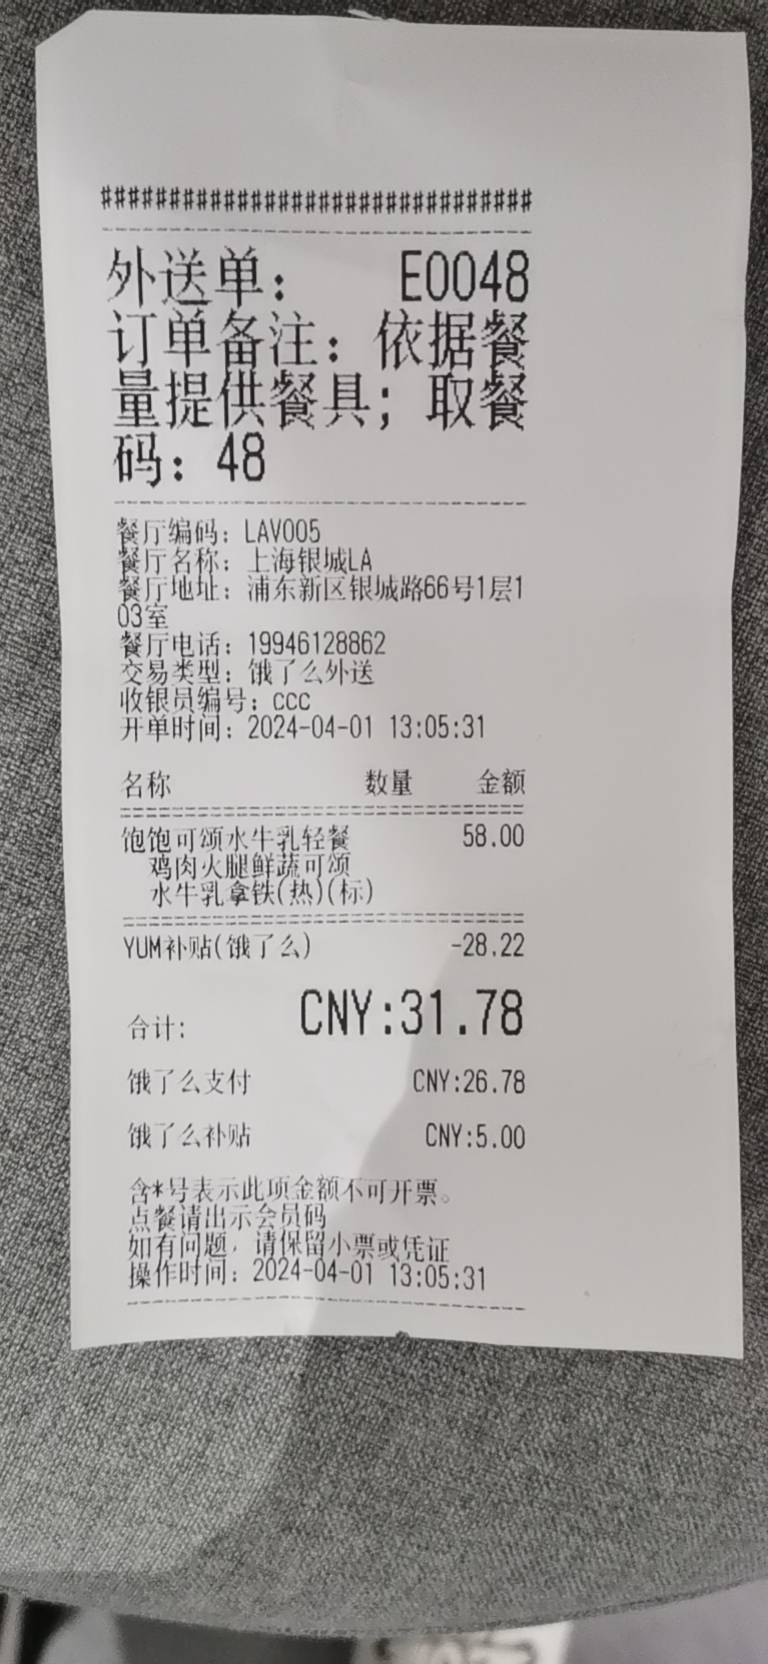 ################################
外送单： E0048
订单备注：依据餐
量提供餐具；取餐
码：48
餐厅编码：LAV005
餐厅名称：上海银城LA
餐厅地址：浦东新区银城路66号1层1
03室
餐厅电话：19946128862
交易类型：饿了么外送
收银员编号：ccc
开单时间：2024-04-01 13:05:31
名称 数量 金额
饱饱可颂水牛乳轻餐 58.00
鸡肉火腿鲜蔬可颂
水牛乳拿铁(热)(标)
YUM补贴(饿了么) -28.22
合计: CNY:31.78
饿了么支付 CNY:26.78
饿了么补贴 CNY:5.00
含*号表示此项金额不可开票。
点餐请出示会员码
如有问题，请保留小票或凭证
操作时间：2024-04-01 13:05:31